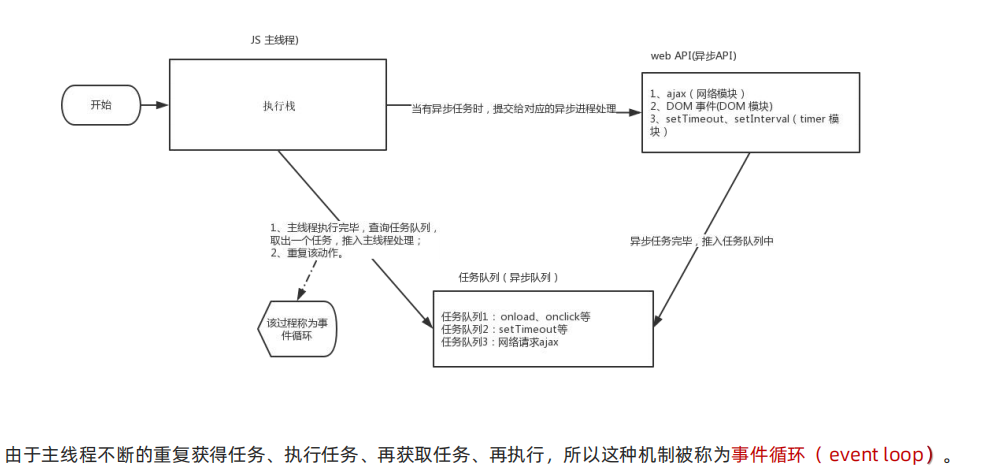 JS 主线程)
web API(异步API)
开始
执行栈
当有异步任务时，提交给对应的异步进程处理
1、ajax（网络模块）
2、DOM 事件(DOM 模块)
3、setTimeout、setInterval（timer 模
块）
1、主线程执行完毕，查询任务队列，
取出一个任务，推入主线程处理；
2、重复该动作。
异步任务完毕，推入任务队列中
任务队列（异步队列）
任务队列1： onload、onclick等
任务队列2：setTimeout等
任务队列3：网络请求ajax
该过程称为事
件循环
由于主线程不断的重复获得任务、执行任务、再获取任务、再执行，所以这种机制被称为事件循环（ event loop）。